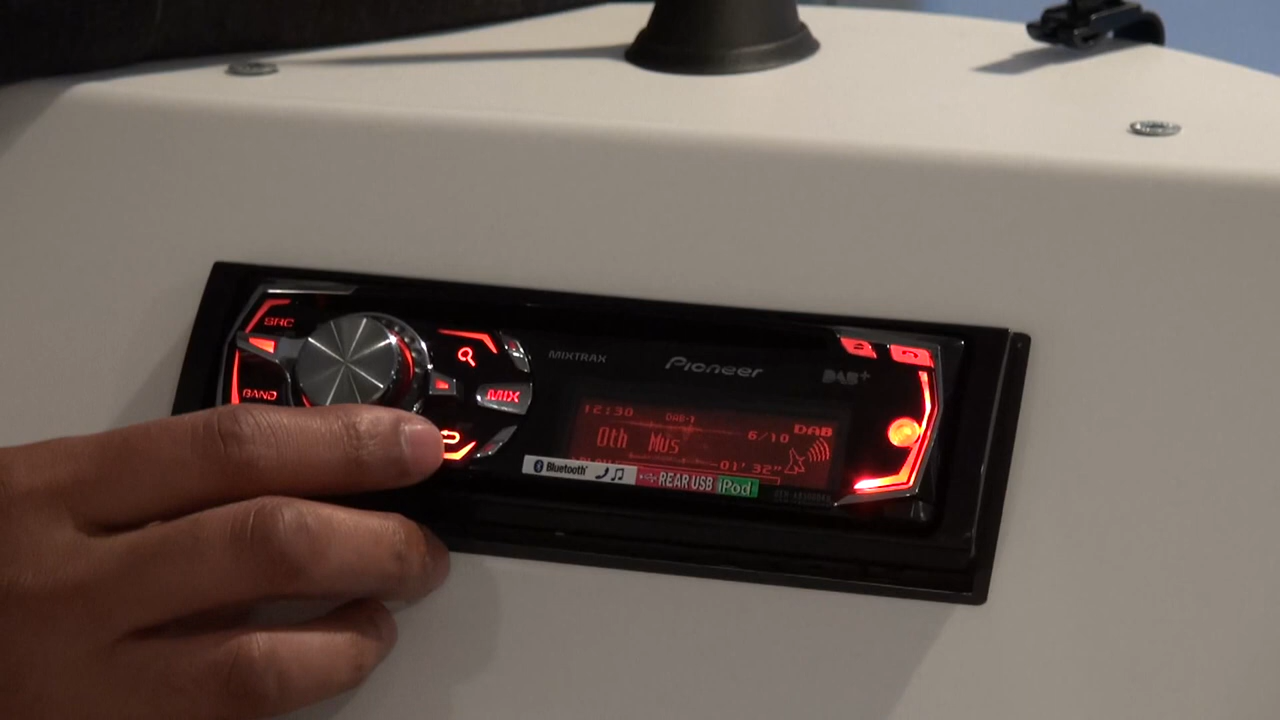 SRC
BAND
MIX
MIXTRAX
Pioneer
DAB+
12:30 DAB-1 DAB
Oth Mus 6/10
01'32"
Bluetooth
REAR USB iPod